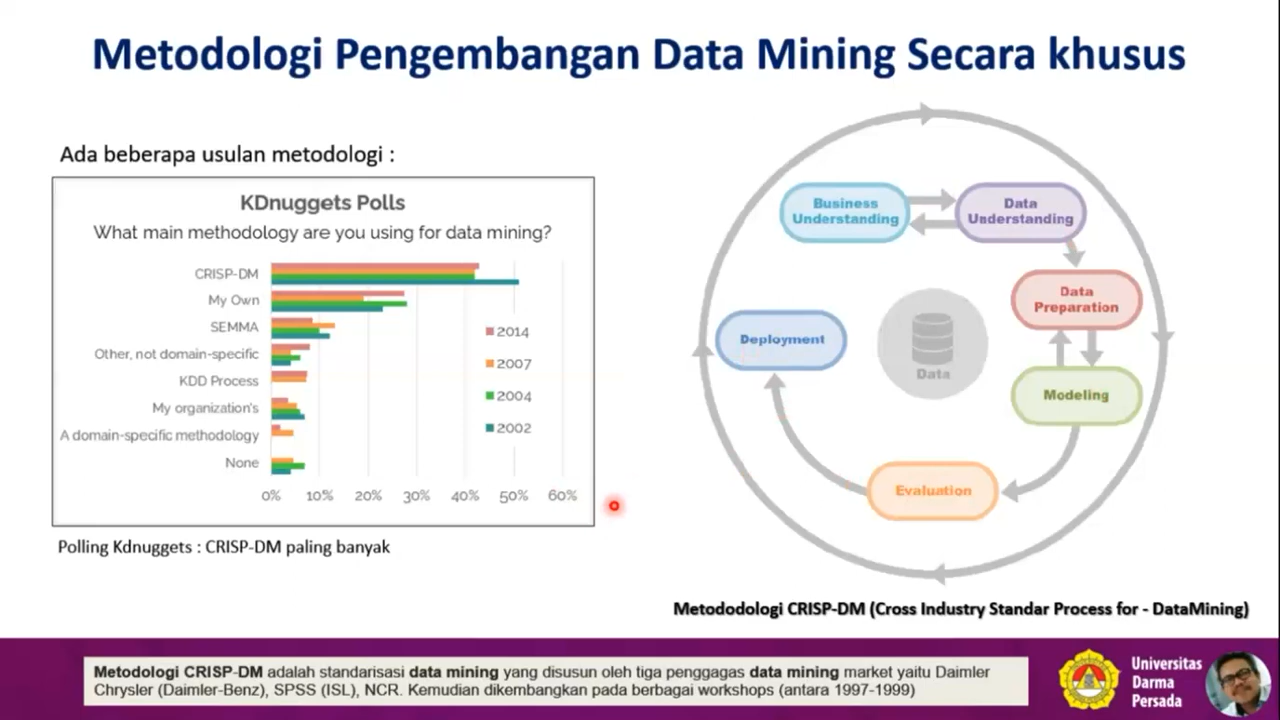 Metodologi Pengembangan Data Mining Secara khusus
Ada beberapa usulan metodologi :
KDnuggets Polls
What main methodology are you using for data mining?
CRISP-DM
My Own
SEMMA
Other, not domain-specific
KDD Process
My organization's
A domain-specific methodology
None
0% 10% 20% 30% 40% 50% 60%
2014
2007
2004
2002
Polling Kdnuggets : CRISP-DM paling banyak
Business
Understanding
Data
Understanding
Data
Preparation
Modeling
Evaluation
Deployment
Data
Metododologi CRISP-DM (Cross Industry Standar Process for - DataMining)
Metodologi CRISP-DM adalah standarisasi data mining yang disusun oleh tiga penggagas data mining market yaitu Daimler
Chrysler (Daimler-Benz), SPSS (ISL), NCR. Kemudian dikembangkan pada berbagai workshops (antara 1997-1999)
Universitas
Darma
Persada